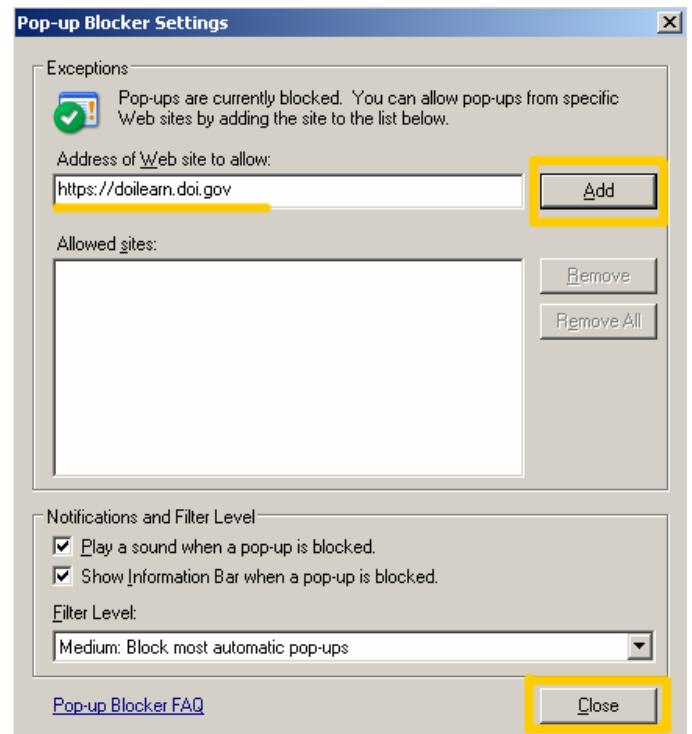 Pop-up Blocker Settings
Exceptions
Pop-ups are currently blocked. You can allow pop-ups from specific
Web sites by adding the site to the list below.
Address of Web site to allow:
https://doilearn.doi.gov
Add
Allowed sites:
Remove
Remove All
Notifications and Filter Level
Play a sound when a pop-up is blocked.
Show Information Bar when a pop-up is blocked.
Filter Level:
Medium: Block most automatic pop-ups
Pop-up Blocker FAQ
Close